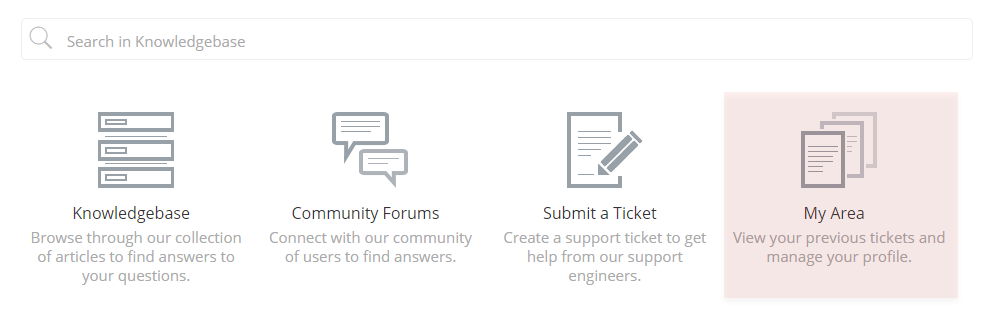 Search in Knowledgebase
Knowledgebase
Browse through our collection
of articles to find answers to
your questions.
Community Forums
Connect with our community
of users to find answers.
Submit a Ticket
Create a support ticket to get
help from our support
engineers.
My Area
View your previous tickets and
manage your profile.